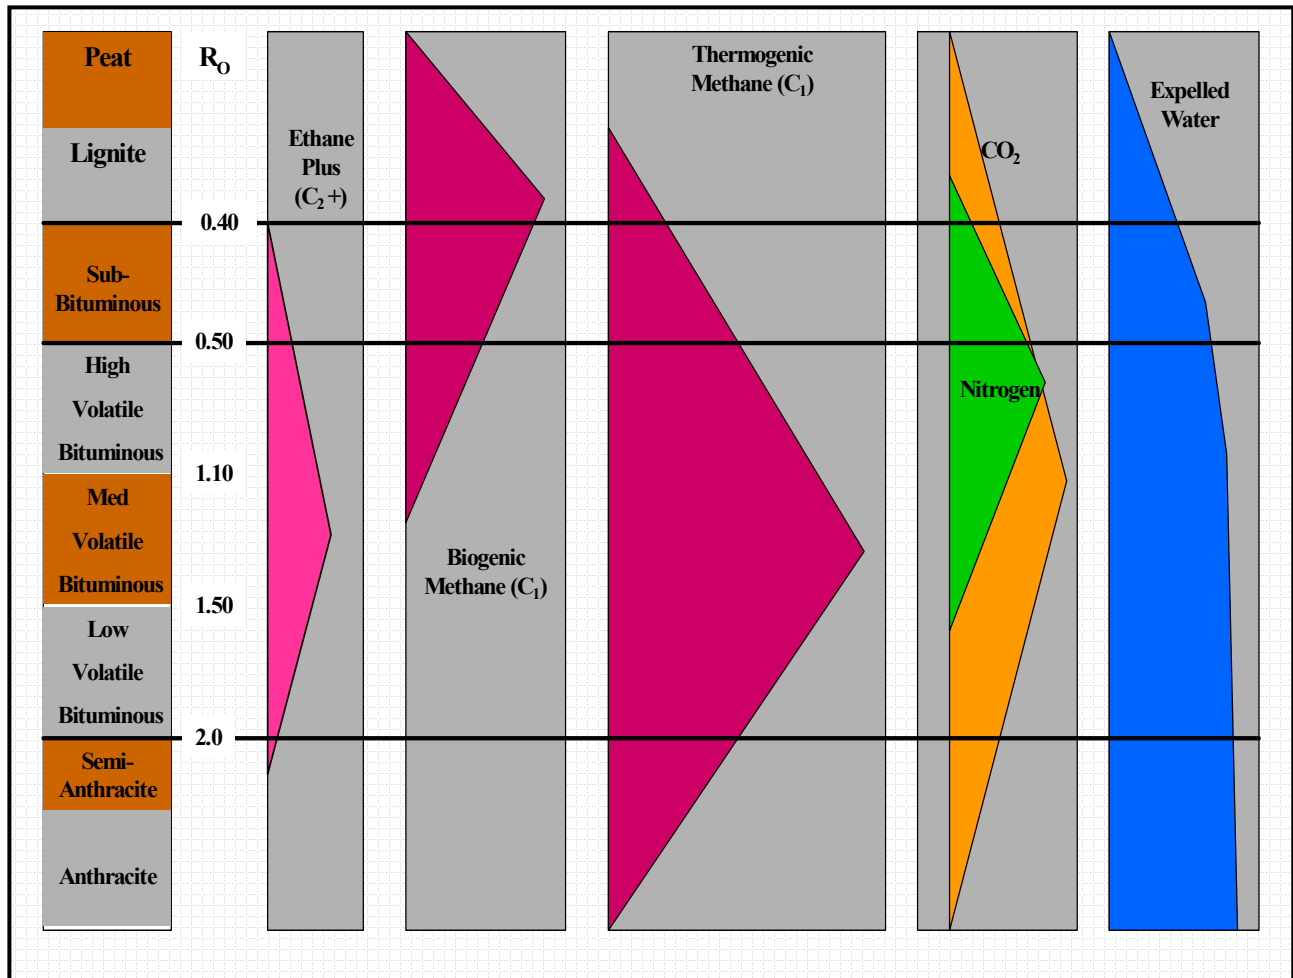 Peat
Lignite
Sub-
Bituminous
High
Volatile
Bituminous
Med
Volatile
Bituminous
Low
Volatile
Bituminous
Semi-
Anthracite
Anthracite
R_O
0.40
0.50
1.10
1.50
2.0
Ethane
Plus
(C₂ +)
Biogenic
Methane (C₁)
Thermogenic
Methane (C₁)
CO₂
Nitrogen
Expelled
Water